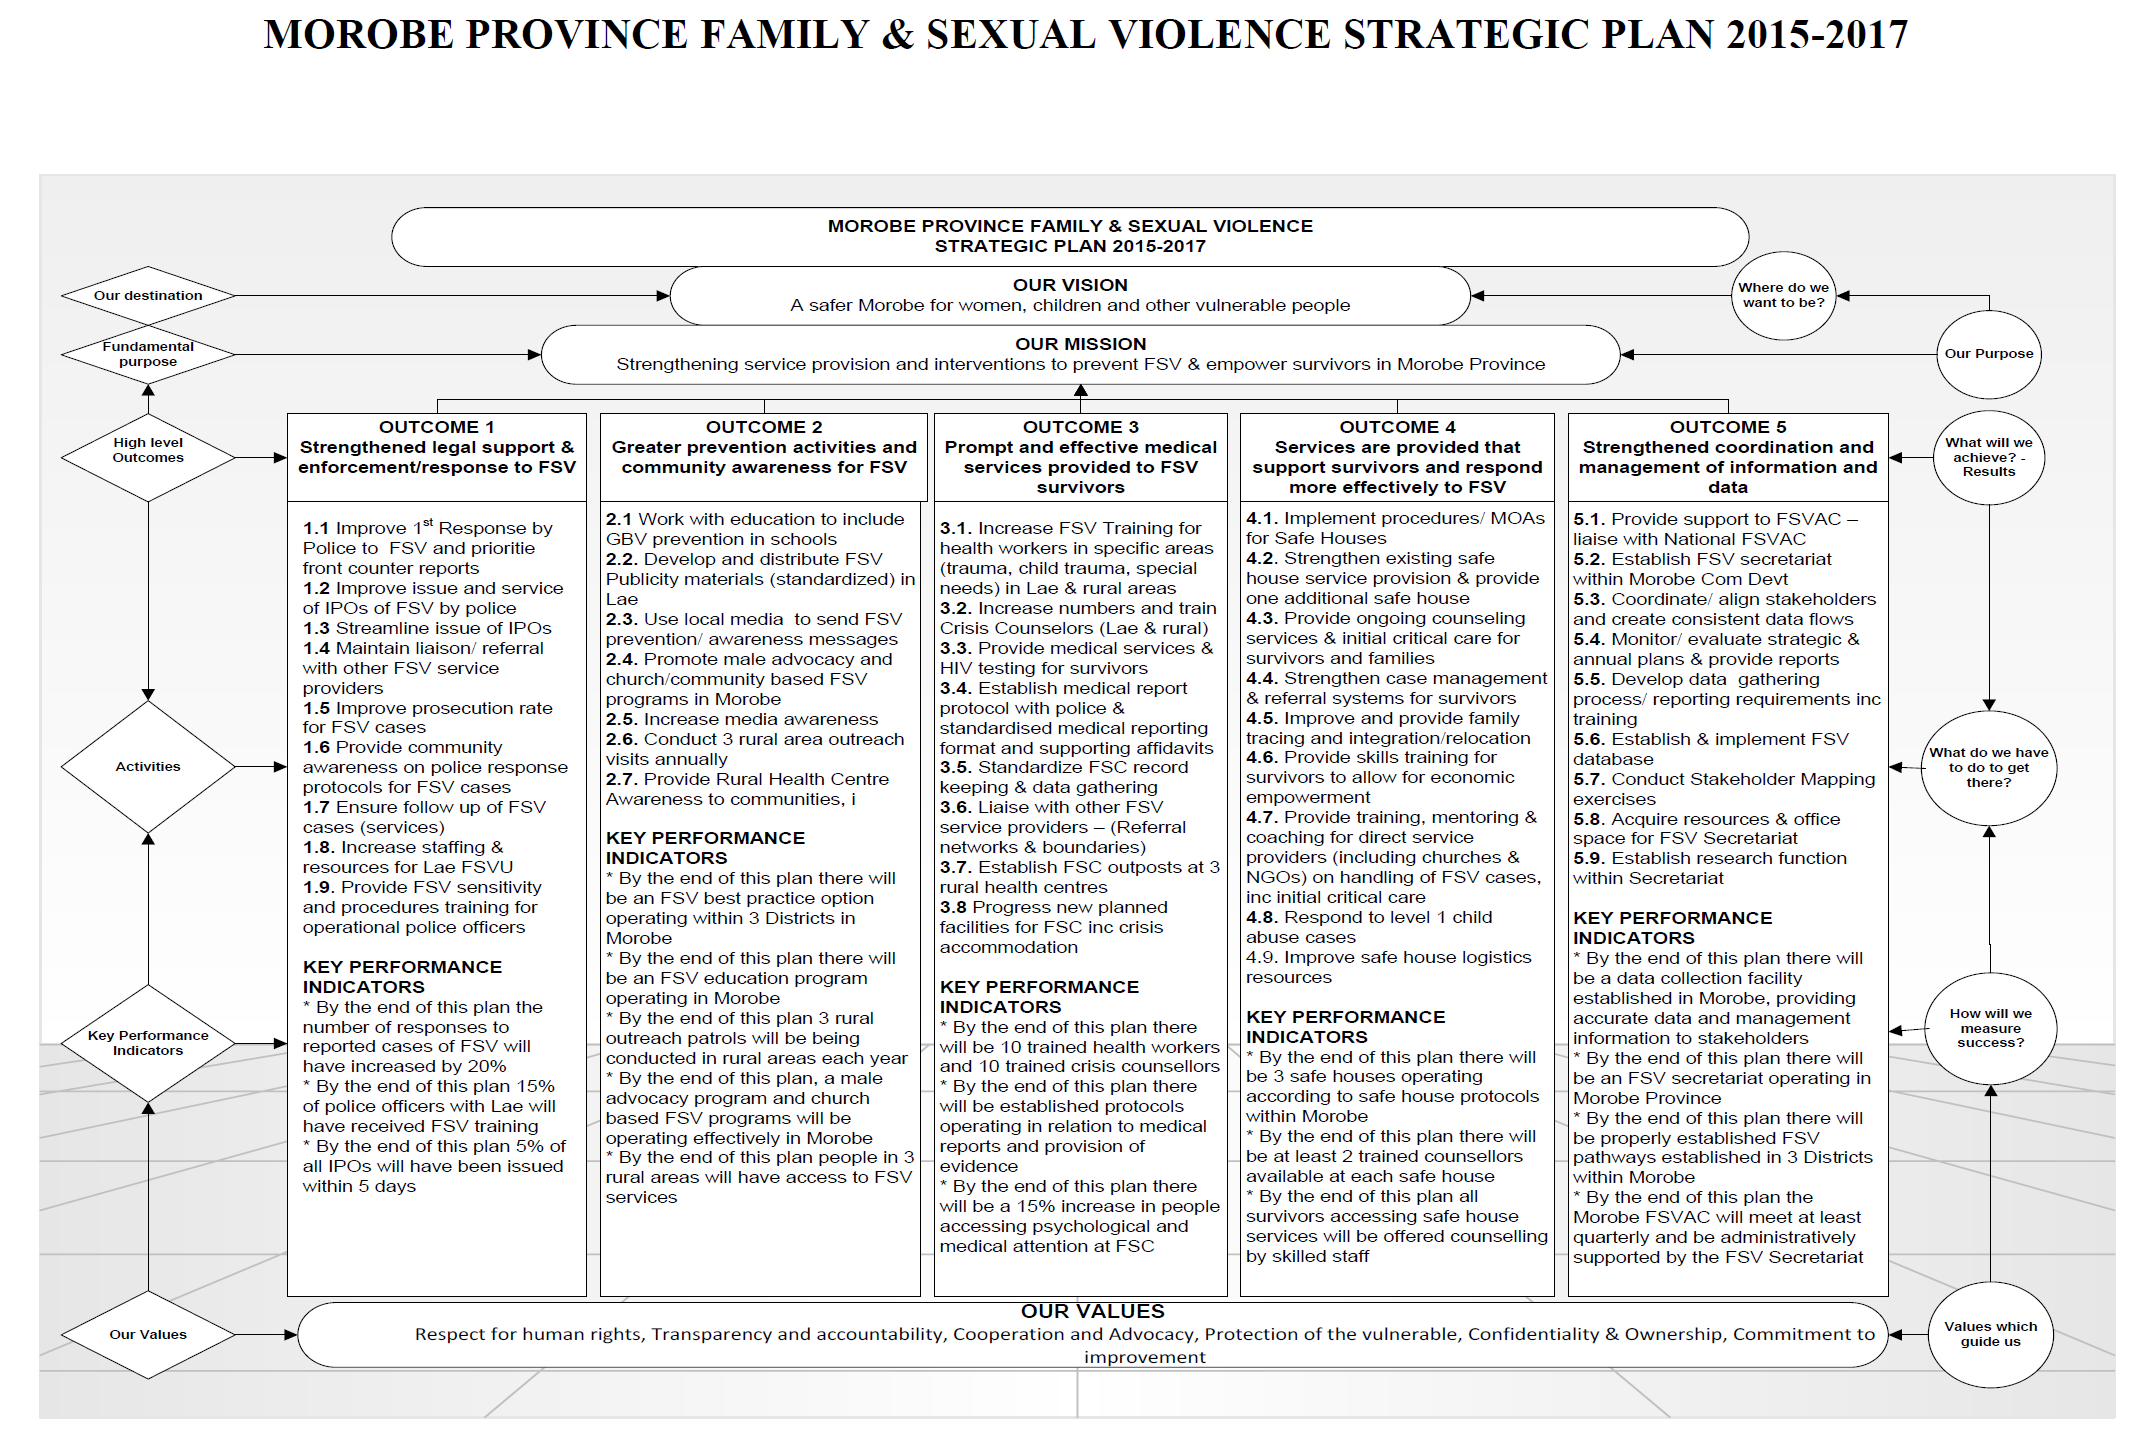 MOROBE PROVINCE FAMILY & SEXUAL VIOLENCE STRATEGIC PLAN 2015-2017
MOROBE PROVINCE FAMILY & SEXUAL VIOLENCE
STRATEGIC PLAN 2015-2017
Our destination
OUR VISION
A safer Morobe for women, children and other vulnerable people
Where do we
want to be?
Fundamental
purpose
OUR MISSION
Strengthening service provision and interventions to prevent FSV & empower survivors in Morobe Province
Our Purpose
High level
Outcomes
OUTCOME 1
Strengthened legal support &
enforcement/response to FSV
OUTCOME 2
Greater prevention activities and
community awareness for FSV
OUTCOME 3
Prompt and effective medical
services provided to FSV
survivors
OUTCOME 4
Services are provided that
support survivors and respond
more effectively to FSV
OUTCOME 5
Strengthened coordination and
management of information and
data
What will we
achieve? -
Results
Activities
1.1 Improve 1st Response by
Police to  FSV and prioritie
front counter reports
1.2 Improve issue and service
of IPOs of FSV by police
1.3 Streamline issue of IPOs
1.4 Maintain liaison/ referral
with other FSV service
providers
1.5 Improve prosecution rate
for FSV cases
1.6 Provide community
awareness on police response
protocols for FSV cases
1.7 Ensure follow up of FSV
cases (services)
1.8. Increase staffing &
resources for Lae FSVU
1.9. Provide FSV sensitivity
and procedures training for
operational police officers
KEY PERFORMANCE
INDICATORS
* By the end of this plan the
number of responses to
reported cases of FSV will
have increased by 20%
* By the end of this plan 15%
of police officers with Lae will
have received FSV training
* By the end of this plan 5% of
all IPOs will have been issued
within 5 days
2.1 Work with education to include
GBV prevention in schools
2.2. Develop and distribute FSV
Publicity materials (standardized) in
Lae
2.3. Use local media  to send FSV
prevention/ awareness messages
2.4. Promote male advocacy and
church/community based FSV
programs in Morobe
2.5. Increase media awareness
2.6. Conduct 3 rural area outreach
visits annually
2.7. Provide Rural Health Centre
Awareness to communities, i
KEY PERFORMANCE
INDICATORS
* By the end of this plan there will
be an FSV best practice option
operating within 3 Districts in
Morobe
* By the end of this plan there will
be an FSV education program
operating in Morobe
* By the end of this plan 3 rural
outreach patrols will be being
conducted in rural areas each year
* By the end of this plan, a male
advocacy program and church
based FSV programs will be
operating effectively in Morobe
* By the end of this plan people in 3
rural areas will have access to FSV
services
3.1. Increase FSV Training for
health workers in specific areas
(trauma, child trauma, special
needs) in Lae & rural areas
3.2. Increase numbers and train
Crisis Counselors (Lae & rural)
3.3. Provide medical services &
HIV testing for survivors
3.4. Establish medical report
protocol with police &
standardised medical reporting
format and supporting affidavits
3.5. Standardize FSC record
keeping & data gathering
3.6. Liaise with other FSV
service providers – (Referral
networks & boundaries)
3.7. Establish FSC outposts at 3
rural health centres
3.8 Progress new planned
facilities for FSC inc crisis
accommodation
KEY PERFORMANCE
INDICATORS
* By the end of this plan there
will be 10 trained health workers
and 10 trained crisis counsellors
* By the end of this plan there
will be established protocols
operating in relation to medical
reports and provision of
evidence
* By the end of this plan there
will be a 15% increase in people
accessing psychological and
medical attention at FSC
4.1. Implement procedures/ MOAs
for Safe Houses
4.2. Strengthen existing safe
house service provision & provide
one additional safe house
4.3. Provide ongoing counseling
services & initial critical care for
survivors and families
4.4. Strengthen case management
& referral systems for survivors
4.5. Improve and provide family
tracing and integration/relocation
4.6. Provide skills training for
survivors to allow for economic
empowerment
4.7. Provide training, mentoring &
coaching for direct service
providers (including churches &
NGOs) on handling of FSV cases,
inc initial critical care
4.8. Respond to level 1 child
abuse cases
4.9. Improve safe house logistics
resources
KEY PERFORMANCE
INDICATORS
* By the end of this plan there will
be 3 safe houses operating
according to safe house protocols
within Morobe
* By the end of this plan there will
be at least 2 trained counsellors
available at each safe house
* By the end of this plan all
survivors accessing safe house
services will be offered counselling
by skilled staff
5.1. Provide support to FSVAC –
liaise with National FSVAC
5.2. Establish FSV secretariat
within Morobe Com Devt
5.3. Coordinate/ align stakeholders
and create consistent data flows
5.4. Monitor/ evaluate strategic &
annual plans & provide reports
5.5. Develop data  gathering
process/ reporting requirements inc
training
5.6. Establish & implement FSV
database
5.7. Conduct Stakeholder Mapping
exercises
5.8. Acquire resources & office
space for FSV Secretariat
5.9. Establish research function
within Secretariat
KEY PERFORMANCE
INDICATORS
* By the end of this plan there will
be a data collection facility
established in Morobe, providing
accurate data and management
information to stakeholders
* By the end of this plan there will
be an FSV secretariat operating in
Morobe Province
* By the end of this plan there will
be properly established FSV
pathways established in 3 Districts
within Morobe
* By the end of this plan the
Morobe FSVAC will meet at least
quarterly and be administratively
supported by the FSV Secretariat
What do we have
to do to get
there?
Key Performance
Indicators
How will we
measure
success?
Our Values
OUR VALUES
Respect for human rights, Transparency and accountability, Cooperation and Advocacy, Protection of the vulnerable, Confidentiality & Ownership, Commitment to
improvement
Values which
guide us